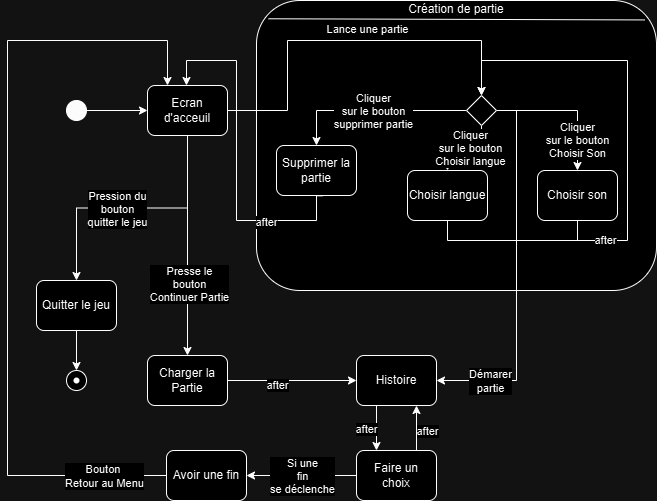 Création de partie
Lance une partie
Ecran
d'acceuil
Cliquer
sur le bouton
supprimer partie
Cliquer
sur le bouton
Choisir langue
Cliquer
sur le bouton
Choisir Son
Supprimer la
partie
Choisir langue
Choisir son
Pression du
bouton
quitter le jeu
after
after
Presse le
bouton
Continuer Partie
Quitter le jeu
Charger la
Partie
after
Histoire
Démarer
partie
after
after
Bouton
Retour au Menu
Avoir une fin
Si une
fin
se déclenche
Faire un
choix